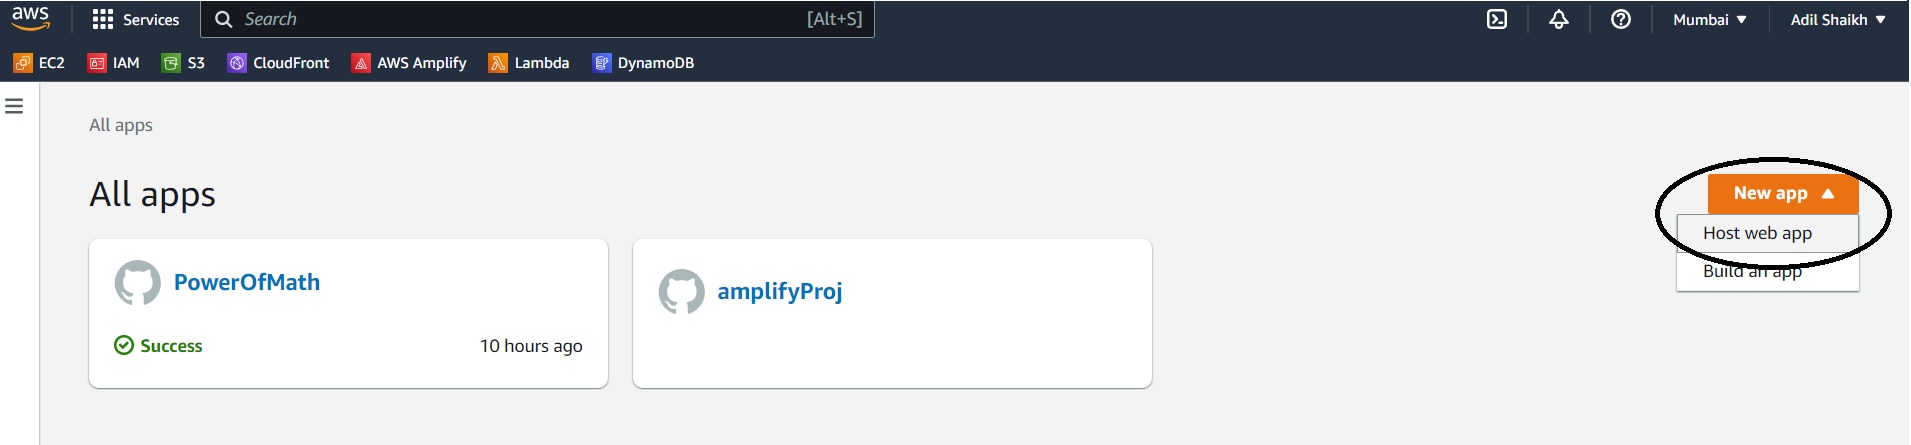 aws Services Search [Alt+S] Mumbai Adil Shaikh
EC2 IAM S3 CloudFront AWS Amplify Lambda DynamoDB
All apps
All apps
New app
Host web app
Build an app
PowerOfMath
Success 10 hours ago
amplifyProj